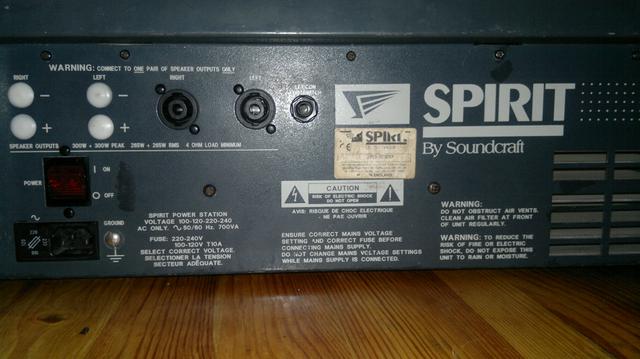 WARNING: CONNECT TO ONE PAIR OF SPEAKER OUTPUTS ONLY
RIGHT
LEFT
RIGHT
LEFT
LEXICON
FOOTSWITCH
SPEAKER OUTPUTS
300W + 300W PEAK
265W + 265W RMS
4 OHM LOAD MINIMUM
POWER
ON
OFF
GROUND
SPIRIT POWER STATION
VOLTAGE 100-120-220-240
AC ONLY. ∿ 50/60 Hz. 700VA
FUSE: 220-240V
100-120V T10A
SELECT CORRECT VOLTAGE.
SELECTIONNER LA TENSION
SECTEUR ADÉQUATE.
SPIRIT
By Soundcraft
CAUTION
RISK OF ELECTRIC SHOCK
DO NOT OPEN
AVIS: RISQUE DE CHOC ELECTRIQUE
- NE PAS OUVRIR
ENSURE CORRECT MAINS VOLTAGE
SETTING AND CORRECT FUSE BEFORE
CONNECTING MAINS SUPPLY.
DO NOT CHANGE MAINS VOLTAGE SETTINGS
WHILE MAINS SUPPLY IS CONNECTED.
WARNING:
DO NOT OBSTRUCT AIR VENTS.
CLEAN AIR FILTER AT FRONT
OF UNIT REGULARLY.
WARNING: TO REDUCE THE
RISK OF FIRE OR ELECTRIC
SHOCK, DO NOT EXPOSE THIS
UNIT TO RAIN OR MOISTURE.